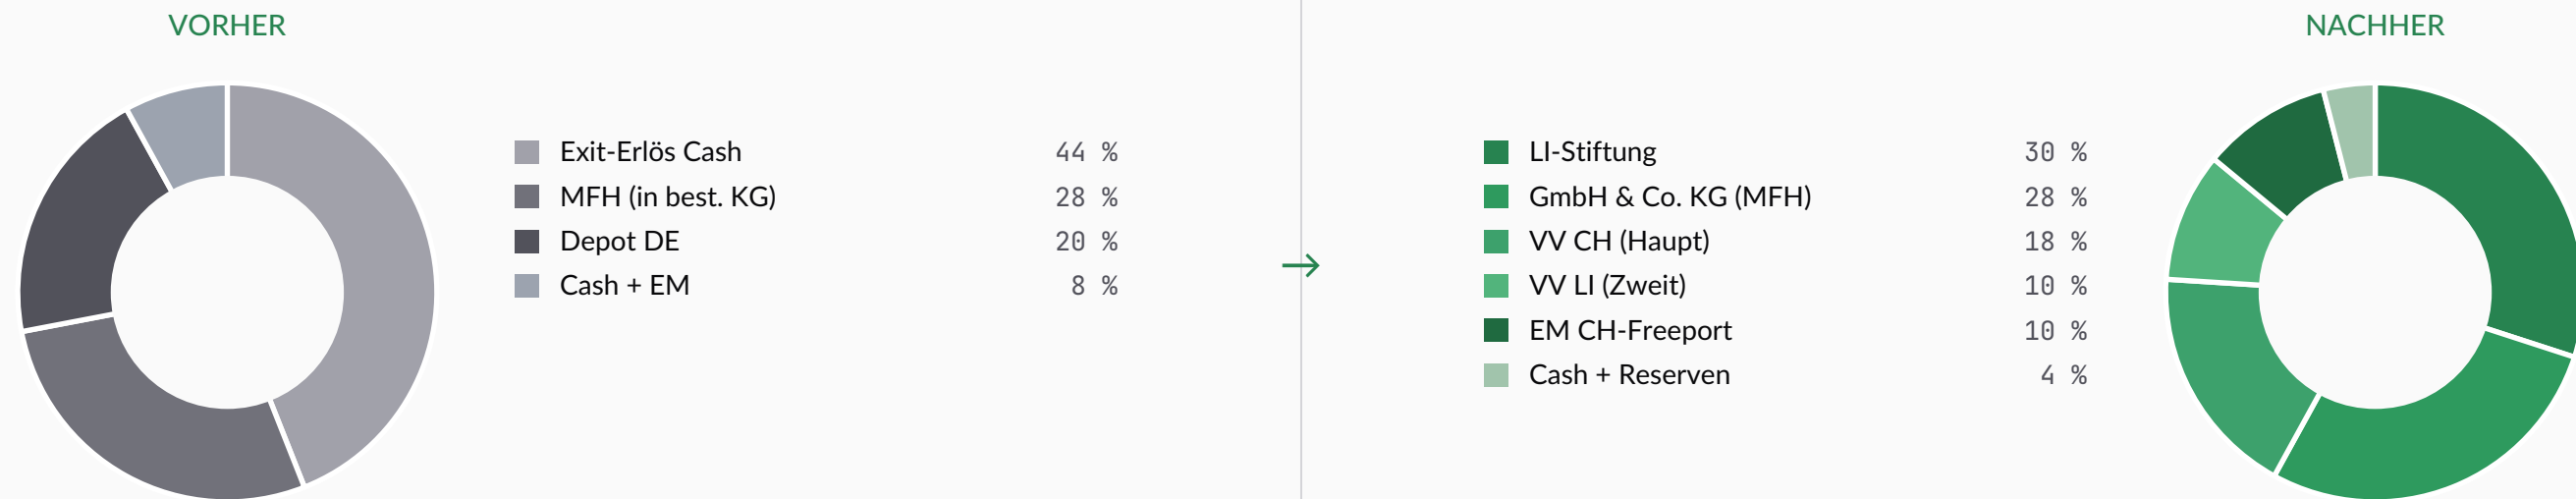 VORHER
Exit-Erlös Cash 44 %
MFH (in best. KG) 28 %
Depot DE 20 %
Cash + EM 8 %
→
NACHHER
LI-Stiftung 30 %
GmbH & Co. KG (MFH) 28 %
VV CH (Haupt) 18 %
VV LI (Zweit) 10 %
EM CH-Freeport 10 %
Cash + Reserven 4 %